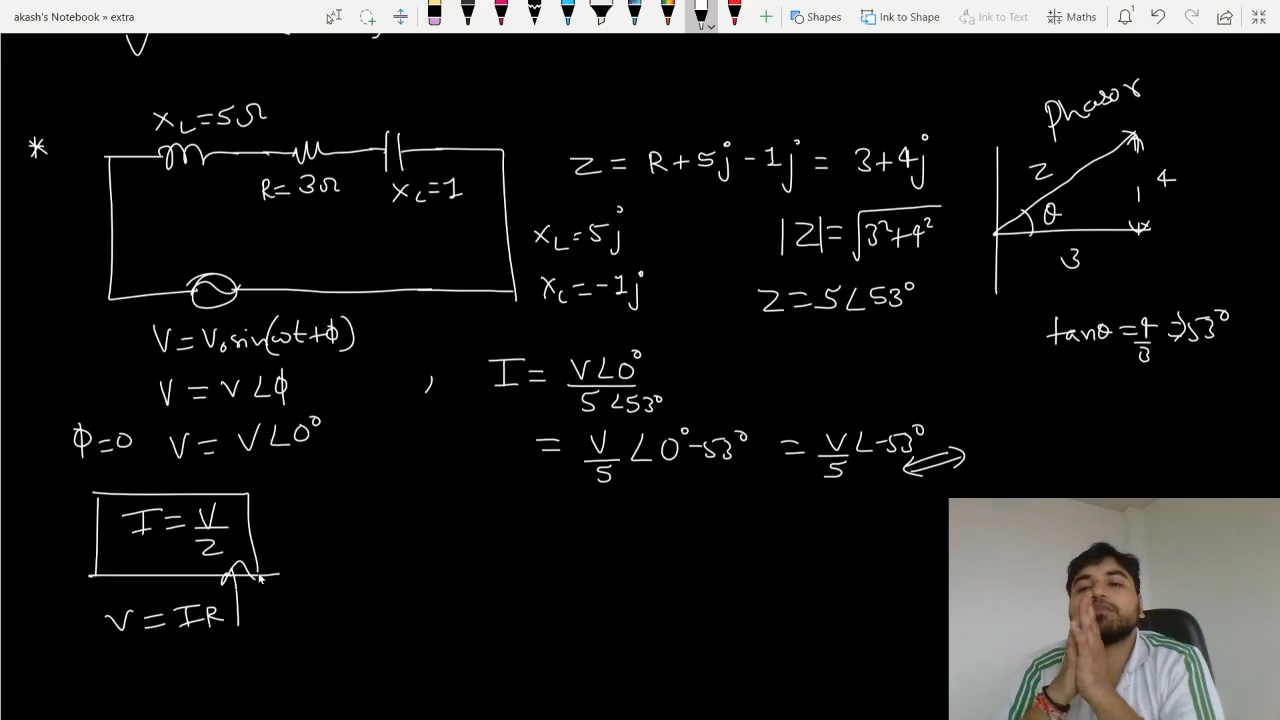 akash's Notebook » extra
Shapes
Ink to Shape
Ink to Text
Maths
V
*
X_L=5Ω
R=3Ω
X_C=1
V=V₀sin(ωt+ϕ)
V = V∠ϕ
ϕ=0 V = V∠0°
I = V/Z
V = IR
Z = R+5j-1j = 3+4j
X_L=5j
X_C=-1j
|Z|=√3²+4²
Z=5∠53°
, I = V∠0°/5∠53°
= V/5 ∠0°-53° = V/5 ∠-53°
Phasor
Z
θ
4
3
tanθ=4/3 ⇒53°